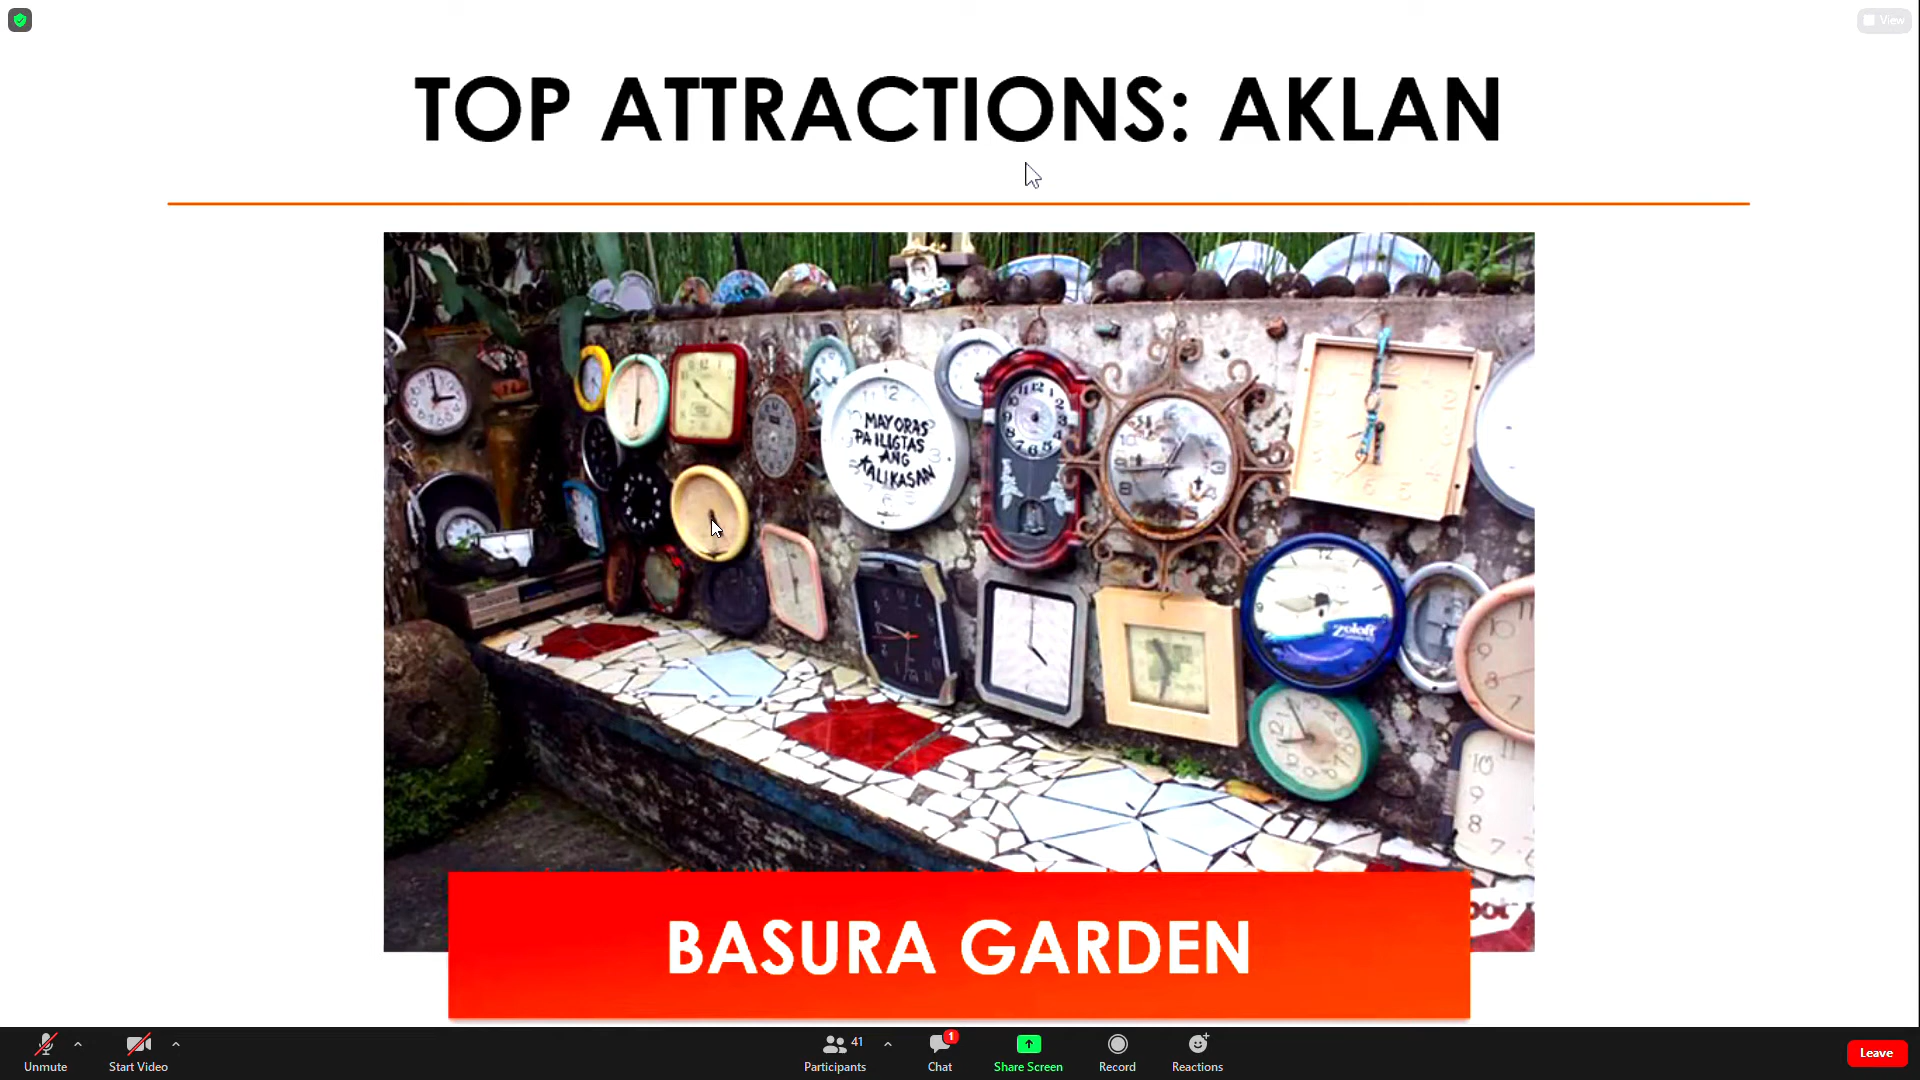 View
TOP ATTRACTIONS: AKLAN
MAY ORAS
PA ILIGTAS
ANG
KALIKASAN
Zoloft
BASURA GARDEN
Unmute
Start Video
41
Participants
1
Chat
Share Screen
Record
Reactions
Leave